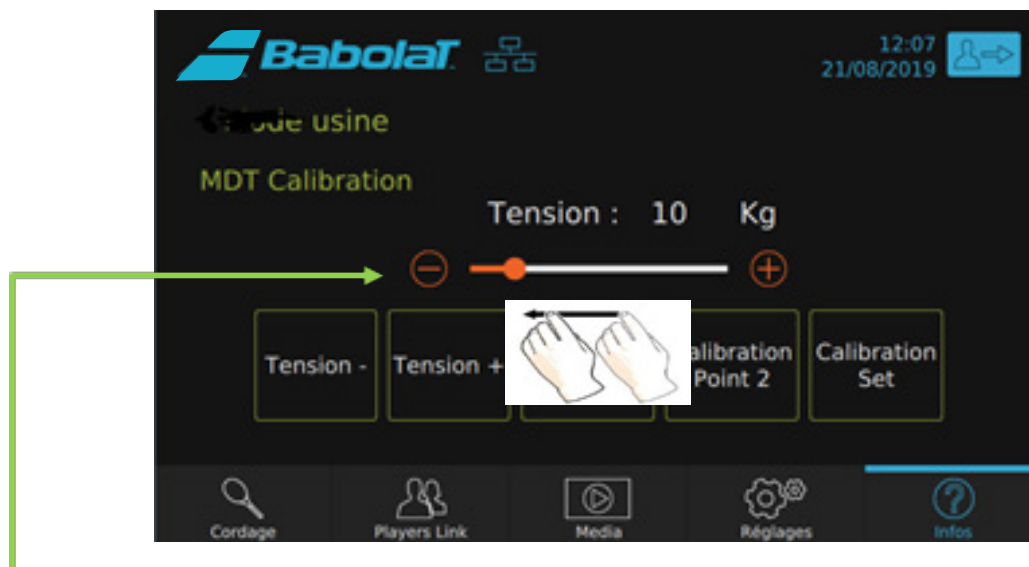 BabolaT
12:07
21/08/2019
usine
MDT Calibration
Tension : 10 Kg
Tension -
Tension +
Point 2
Calibration
Set
Cordage
Players Link
Media
Réglages
Infos